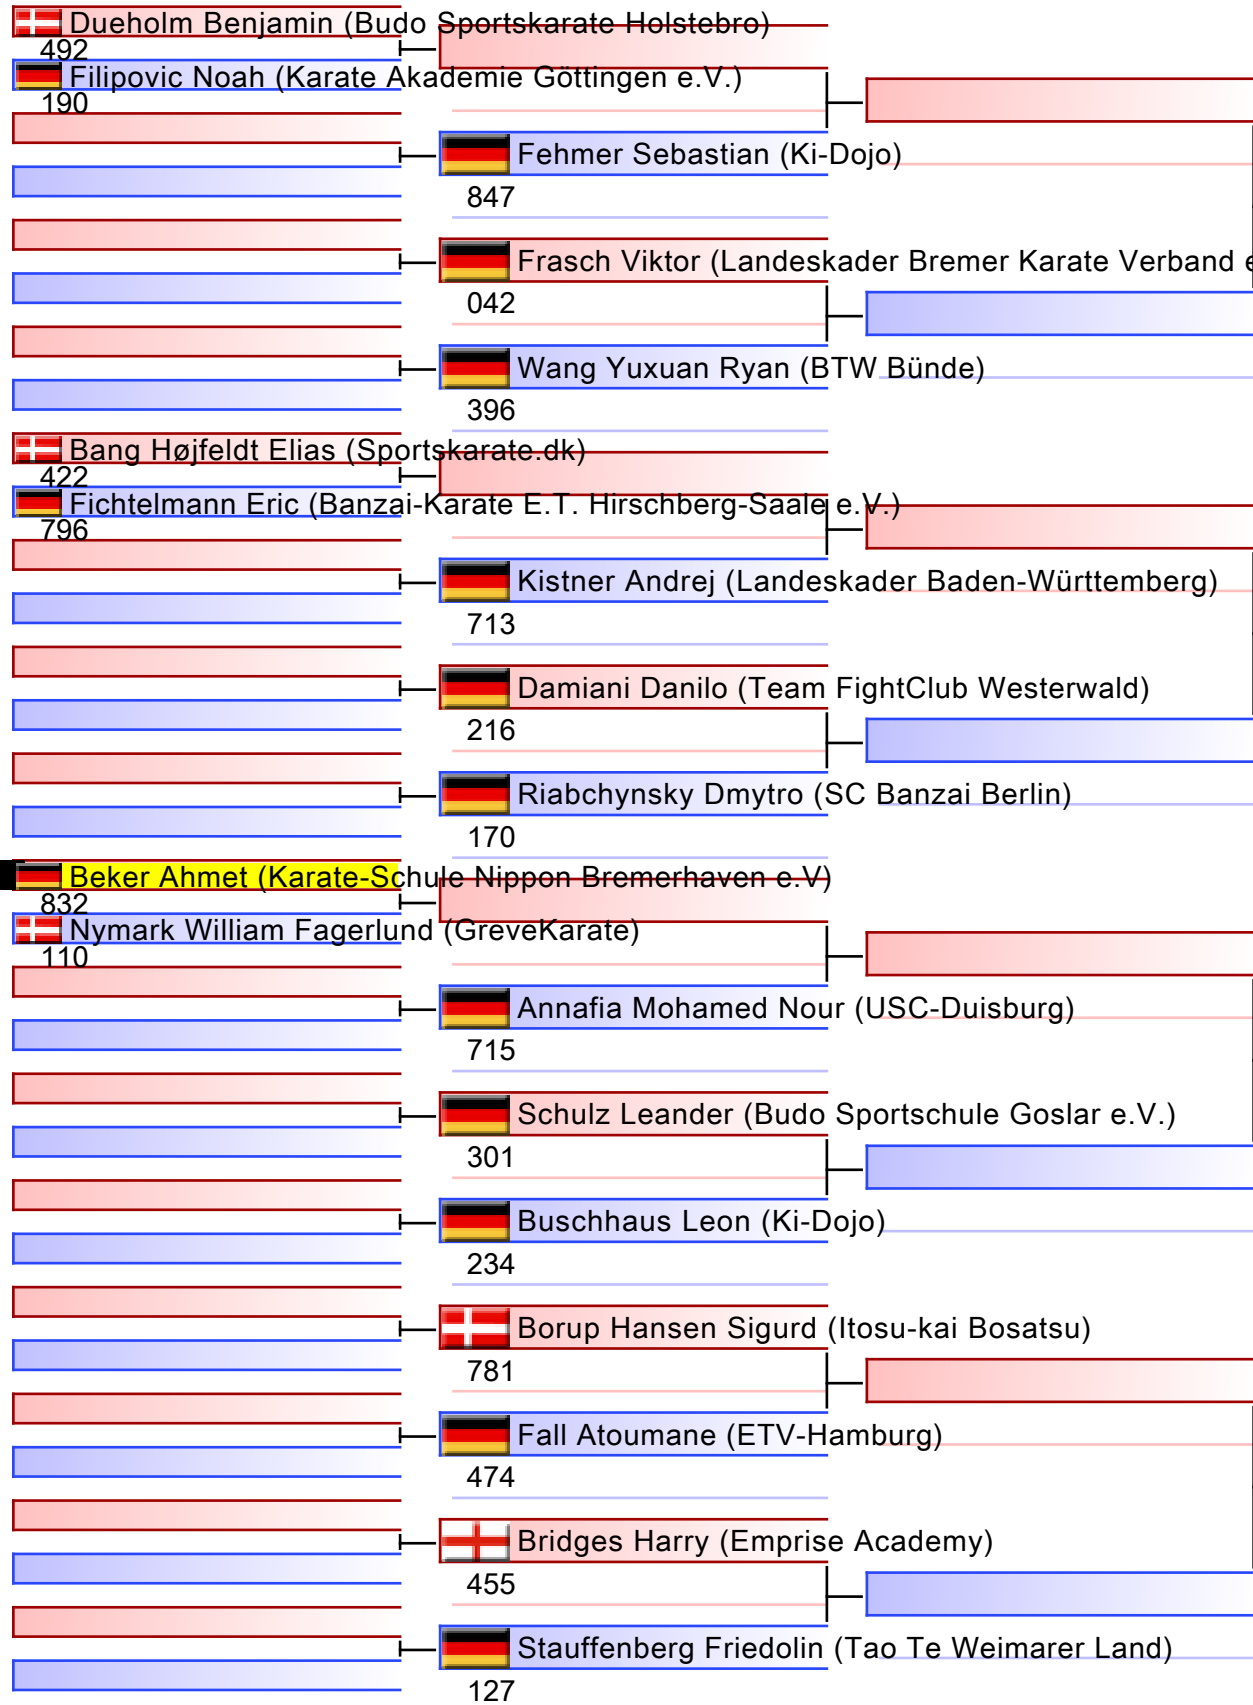 Dueholm Benjamin (Budo Sportskarate Holstebro)
492
Filipovic Noah (Karate Akademie Göttingen e.V.)
190
Fehmer Sebastian (Ki-Dojo)
847
Frasch Viktor (Landeskader Bremer Karate Verband e
042
Wang Yuxuan Ryan (BTW Bünde)
396
Bang Højfeldt Elias (Sportskarate.dk)
422
Fichtelmann Eric (Banzai-Karate E.T. Hirschberg-Saale e.V.)
796
Kistner Andrej (Landeskader Baden-Württemberg)
713
Damiani Danilo (Team FightClub Westerwald)
216
Riabchynsky Dmytro (SC Banzai Berlin)
170
Beker Ahmet (Karate-Schule Nippon Bremerhaven e.V)
832
Nymark William Fagerlund (GreveKarate)
110
Annafia Mohamed Nour (USC-Duisburg)
715
Schulz Leander (Budo Sportschule Goslar e.V.)
301
Buschhaus Leon (Ki-Dojo)
234
Borup Hansen Sigurd (Itosu-kai Bosatsu)
781
Fall Atoumane (ETV-Hamburg)
474
Bridges Harry (Emprise Academy)
455
Stauffenberg Friedolin (Tao Te Weimarer Land)
127